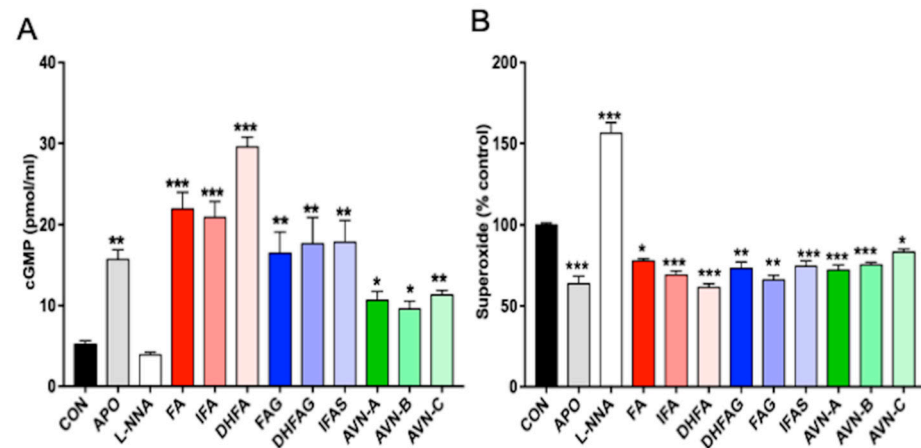 A
cGMP (pmol/ml)
40
30
20
10
0
**
***
***
***
**
**
**
*
*
**
CON
APO
L-NNA
FA
IFA
DHFA
FAG
DHFAG
IFAS
AVN-A
AVN-B
AVN-C
B
Superoxide (% control)
200
150
100
50
0
***
***
*
***
***
**
**
***
***
***
*
CON
APO
L-NNA
FA
IFA
DHFA
DHFAG
FAG
IFAS
AVN-A
AVN-B
AVN-C